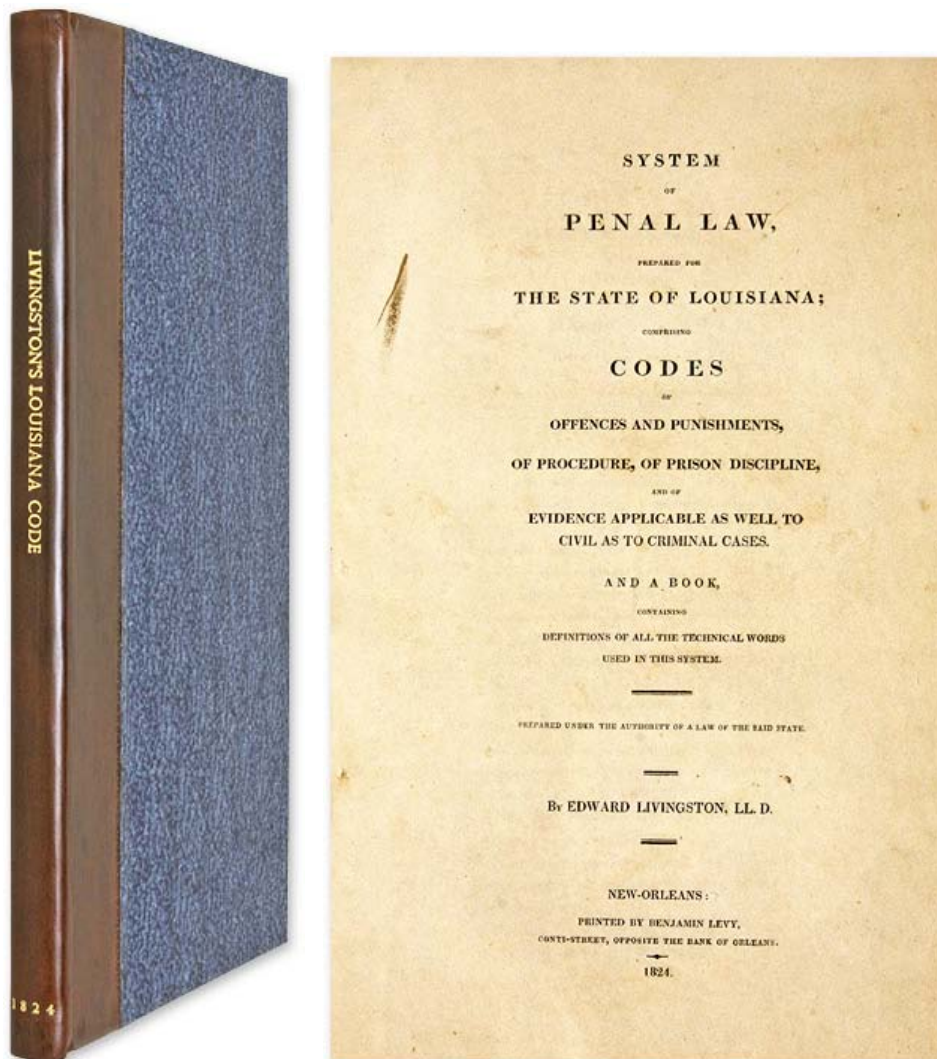 LIVINGSTON'S LOUISIANA CODE
1824
SYSTEM
OF
PENAL LAW,
PREPARED FOR
THE STATE OF LOUISIANA;
COMPRISING
CODES
OF
OFFENCES AND PUNISHMENTS,
OF PROCEDURE, OF PRISON DISCIPLINE,
AND OF
EVIDENCE APPLICABLE AS WELL TO
CIVIL AS TO CRIMINAL CASES.
AND A BOOK,
CONTAINING
DEFINITIONS OF ALL THE TECHNICAL WORDS
USED IN THIS SYSTEM.
PREPARED UNDER THE AUTHORITY OF A LAW OF THE SAID STATE.
BY EDWARD LIVINGSTON, LL. D.
NEW-ORLEANS:
PRINTED BY BENJAMIN LEVY,
CONTI-STREET, OPPOSITE THE BANK OF ORLEANS.
1824.